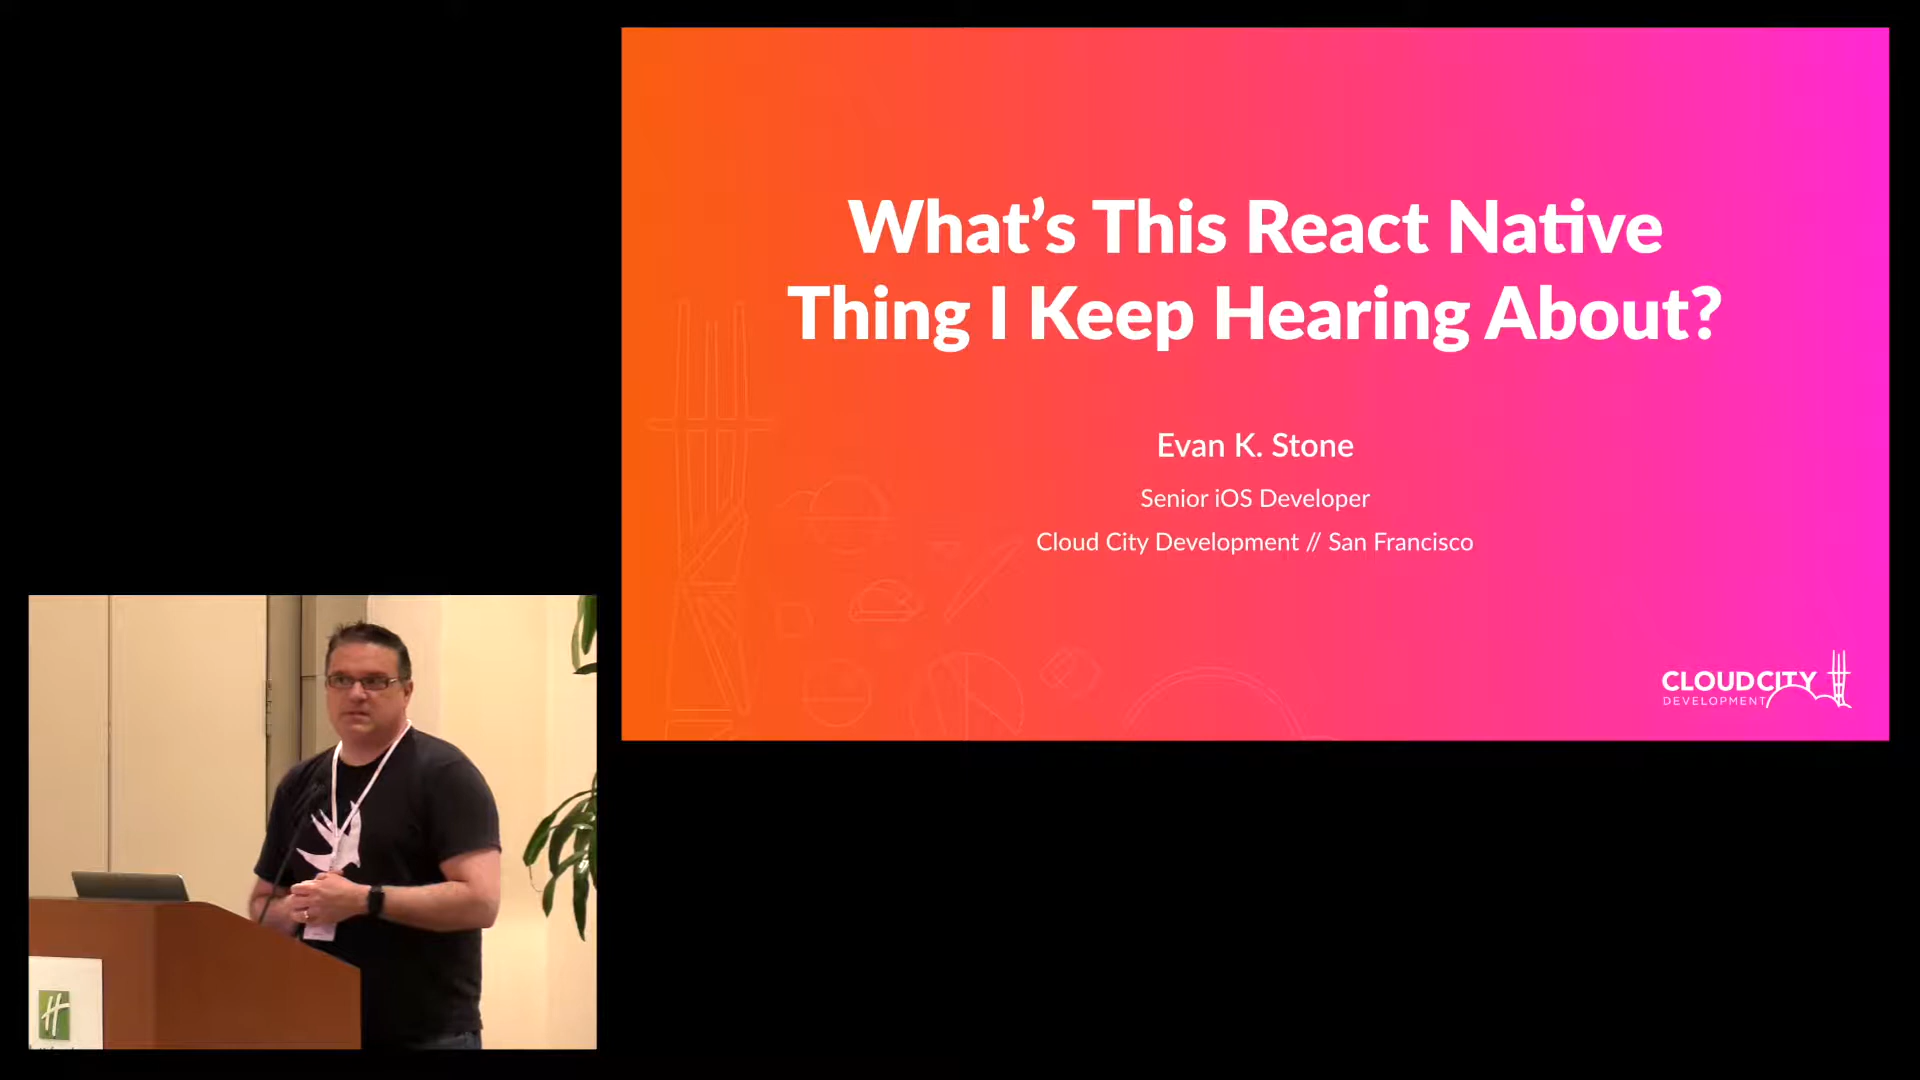 What's This React Native
Thing I Keep Hearing About?
Evan K. Stone
Senior iOS Developer
Cloud City Development // San Francisco
CLOUDCITY
DEVELOPMENT
H